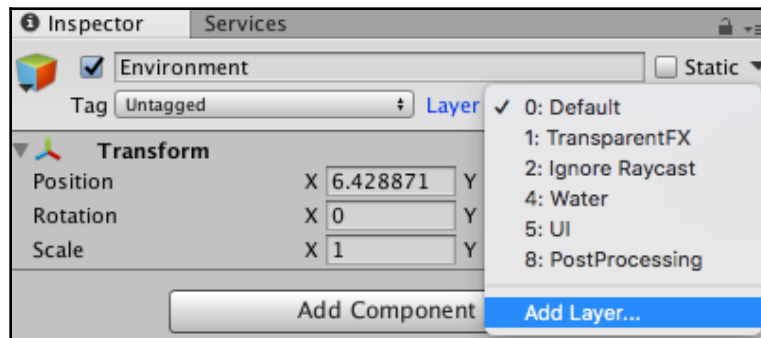 Inspector Services
Environment Static
Tag Untagged Layer
0: Default
1: TransparentFX
2: Ignore Raycast
4: Water
5: UI
8: PostProcessing
Add Layer...
Transform
Position X 6.428871 Y
Rotation X 0 Y
Scale X 1 Y
Add Component